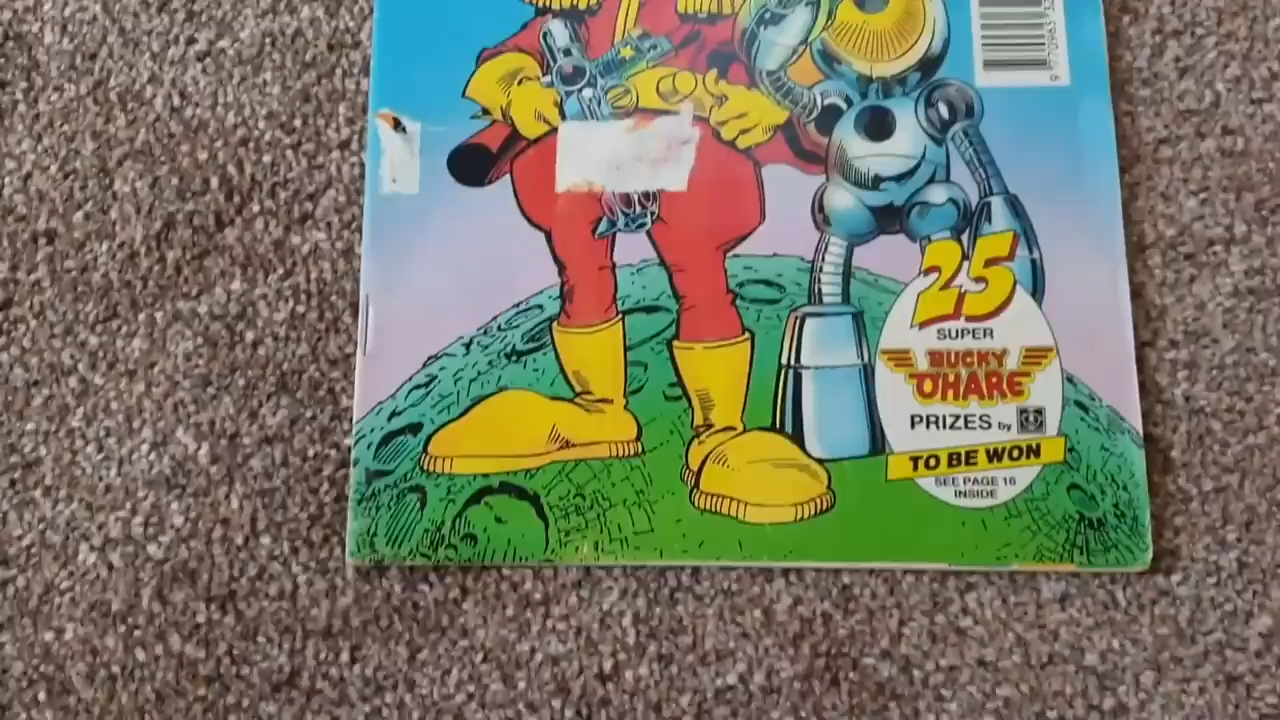 25
SUPER
BUCKY
O'HARE
PRIZES by
TO BE WON
SEE PAGE 16
INSIDE